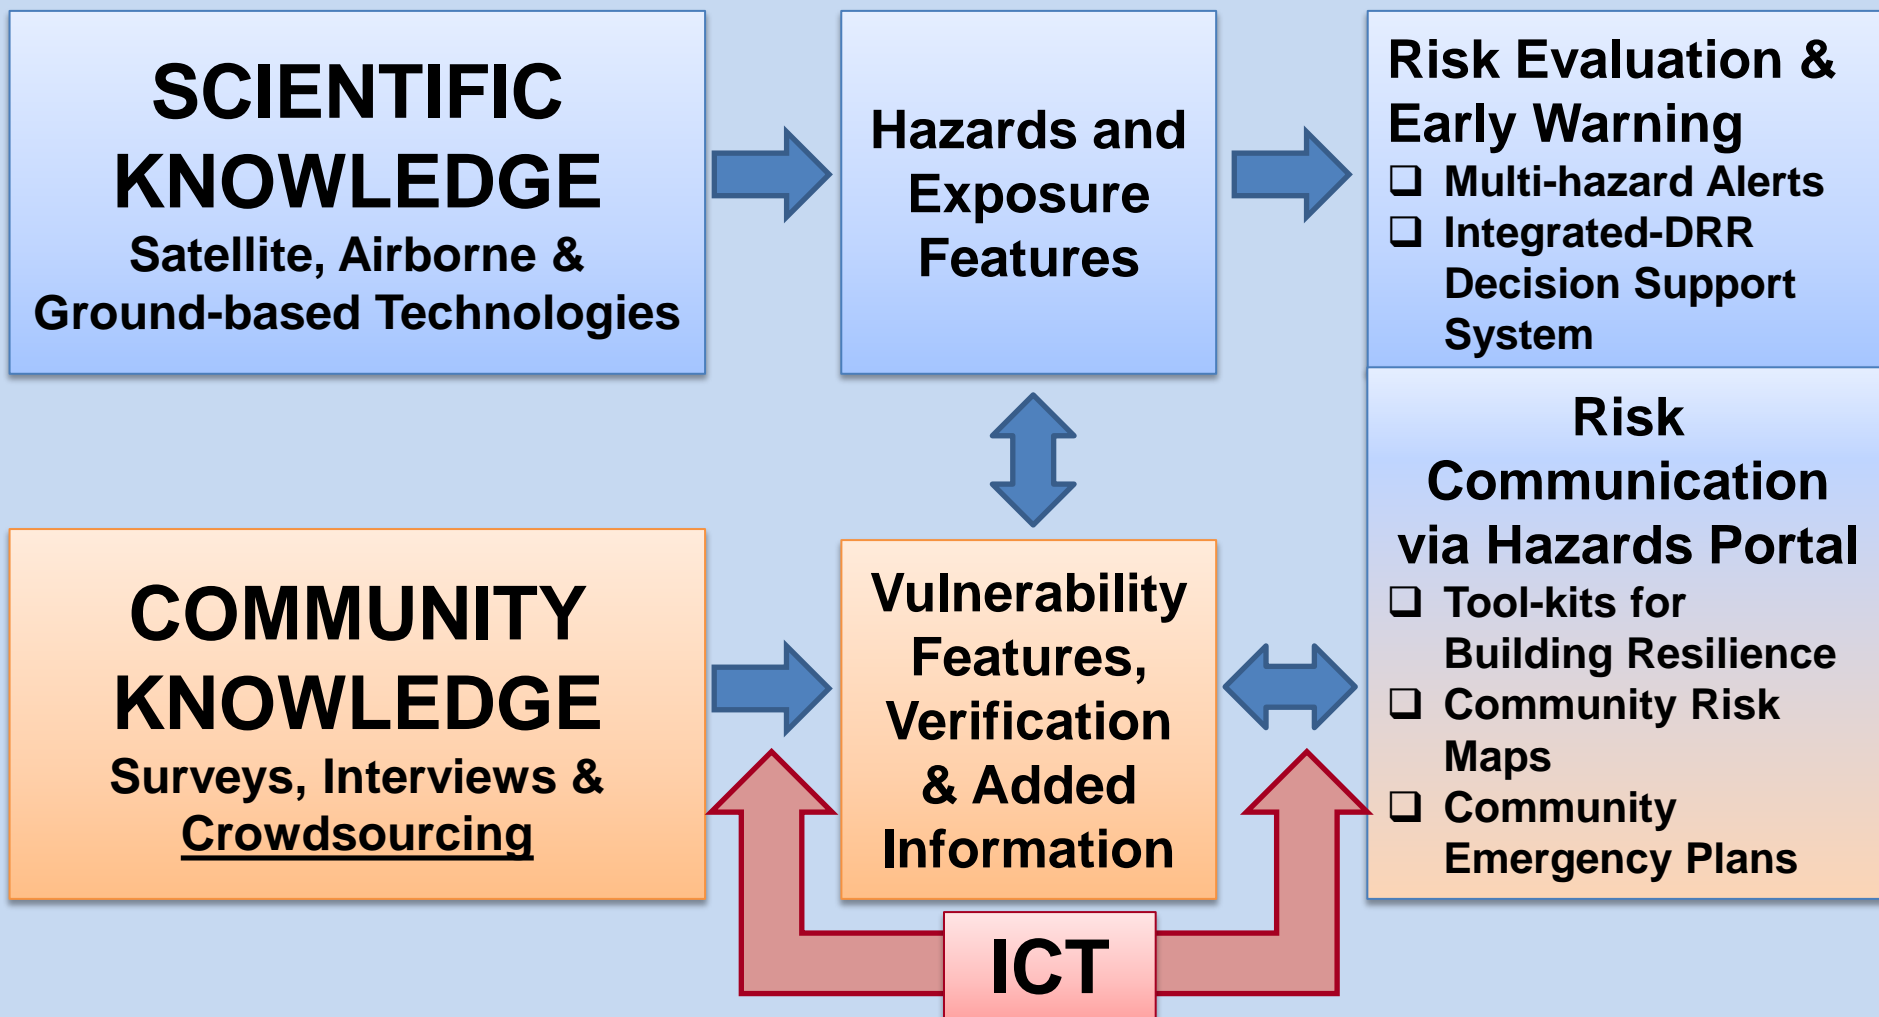 SCIENTIFIC
KNOWLEDGE
Satellite, Airborne &
Ground-based Technologies
Hazards and
Exposure
Features
Risk Evaluation &
Early Warning
❑ Multi-hazard Alerts
❑ Integrated-DRR
Decision Support
System
COMMUNITY
KNOWLEDGE
Surveys, Interviews &
Crowdsourcing
Vulnerability
Features,
Verification
& Added
Information
Risk
Communication
via Hazards Portal
❑ Tool-kits for
Building Resilience
❑ Community Risk
Maps
❑ Community
Emergency Plans
ICT